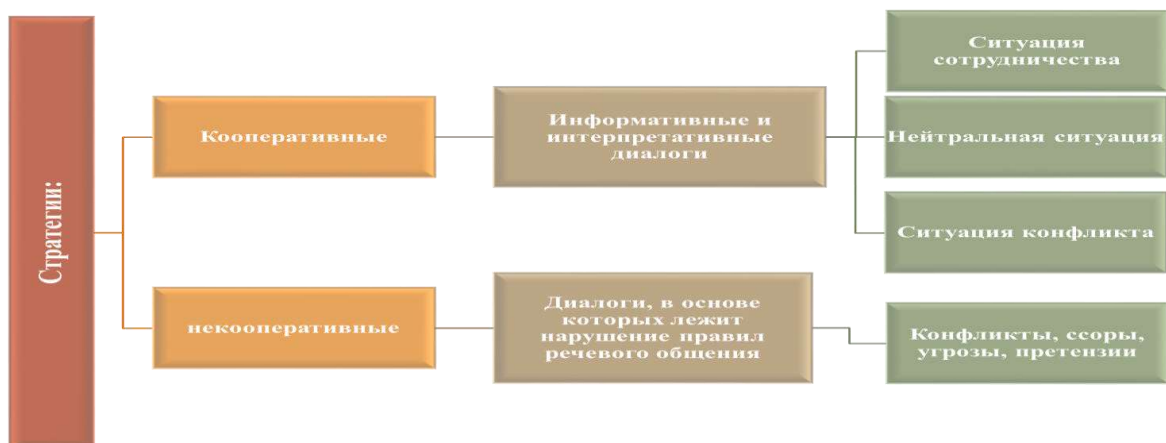 Стратегии:
Кооперативные
Информативные и
интерпретативные
диалоги
Ситуация
сотрудничества
Нейтральная ситуация
Ситуация конфликта
некооперативные
Диалоги, в основе
которых лежит
нарушение правил
речевого общения
Конфликты, ссоры,
угрозы, претензии